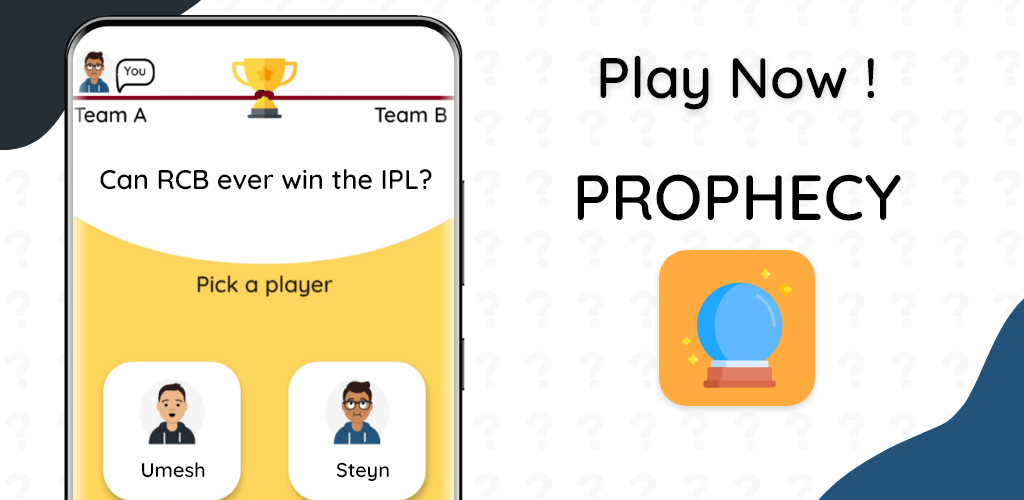 You
Team A
Team B
Can RCB ever win the IPL?
Pick a player
Umesh
Steyn
Play Now !
PROPHECY